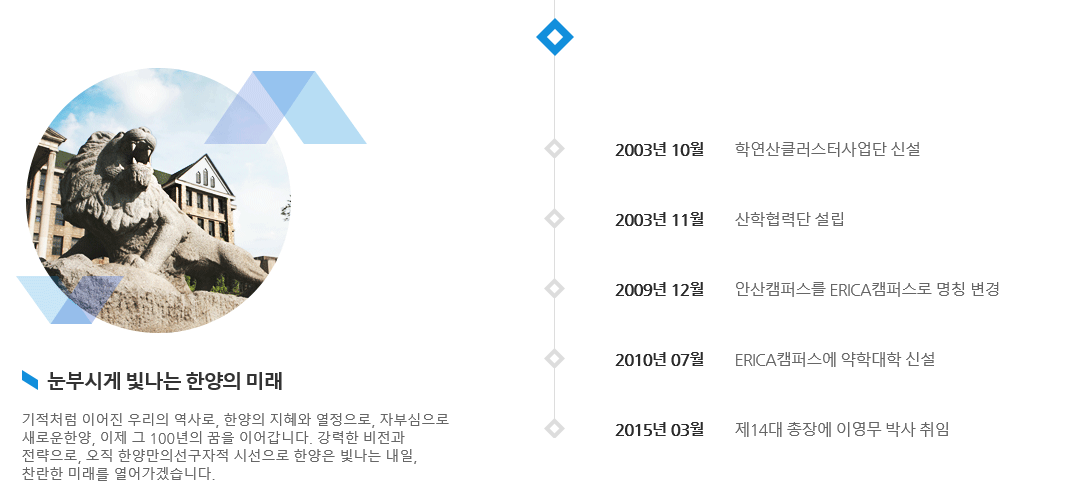 눈부시게 빛나는 한양의 미래
기적처럼 이어진 우리의 역사로, 한양의 지혜와 열정으로, 자부심으로
새로운한양, 이제 그 100년의 꿈을 이어갑니다. 강력한 비전과
전략으로, 오직 한양만의선구자적 시선으로 한양은 빛나는 내일,
찬란한 미래를 열어가겠습니다.
2003년 10월 학연산클러스터사업단 신설
2003년 11월 산학협력단 설립
2009년 12월 안산캠퍼스를 ERICA캠퍼스로 명칭 변경
2010년 07월 ERICA캠퍼스에 약학대학 신설
2015년 03월 제14대 총장에 이영무 박사 취임